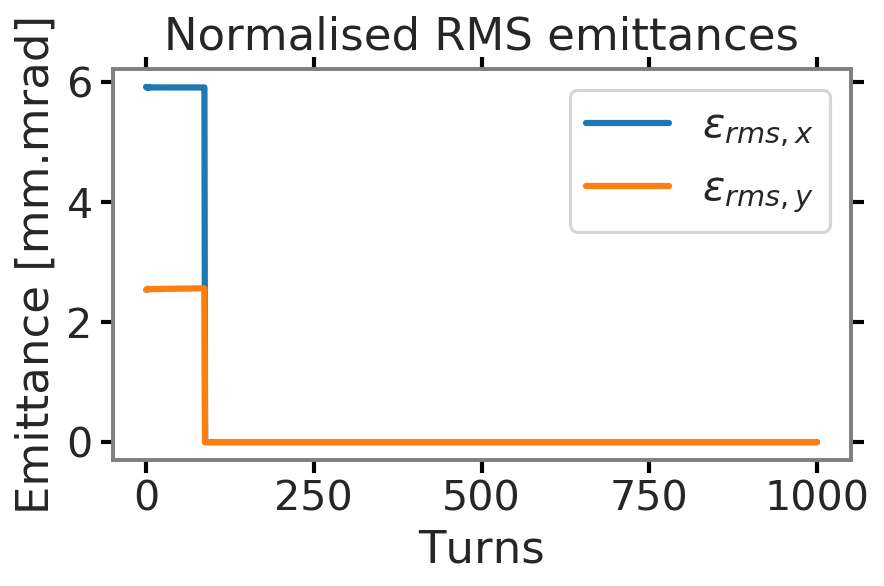 Normalised RMS emittances
Emittance [mm.mrad]
6
4
2
0
ε_{rms, x}
ε_{rms, y}
0 250 500 750 1000
Turns